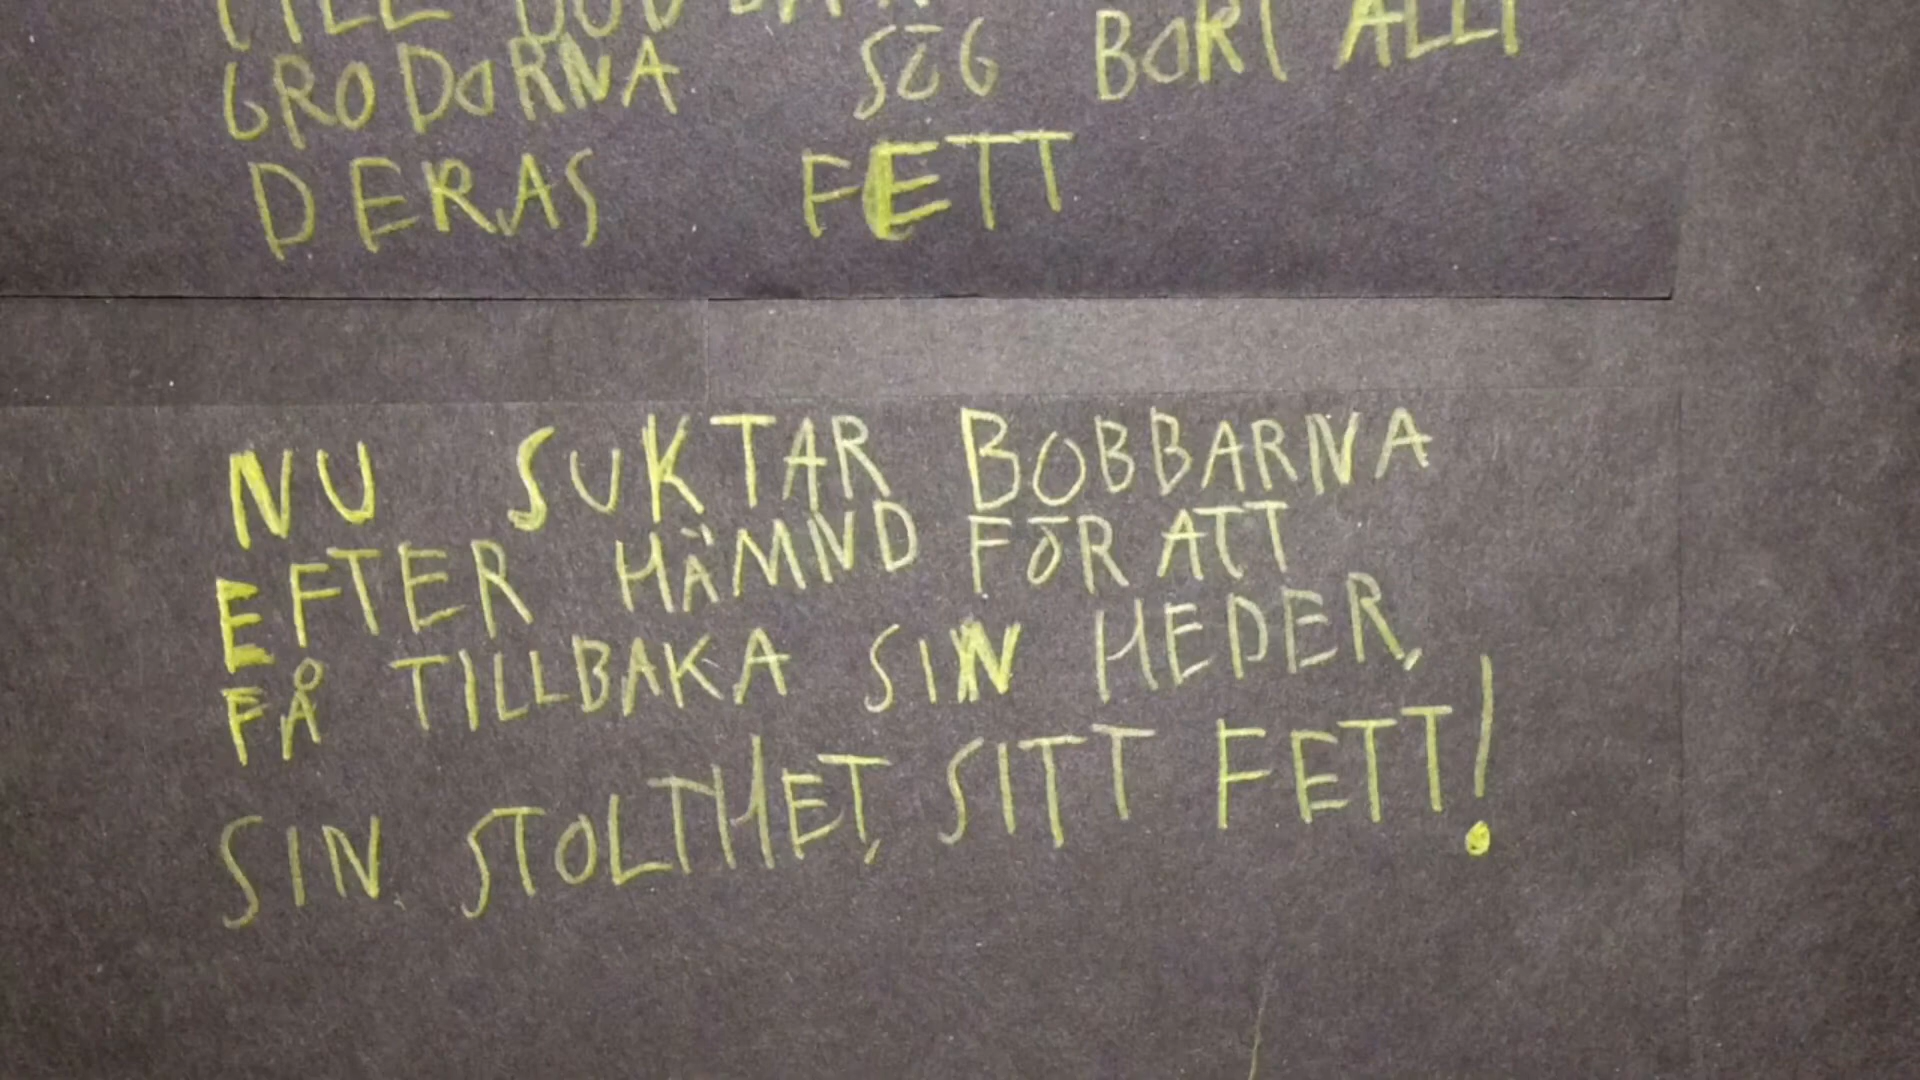 GRODORNA SÖG BORT ALLT
DERAS FETT
NU SUKTAR BOBBARNA
EFTER HÄMND FÖR ATT
FÅ TILLBAKA SIN HEDER,
SIN STOLTHET, SITT FETT!